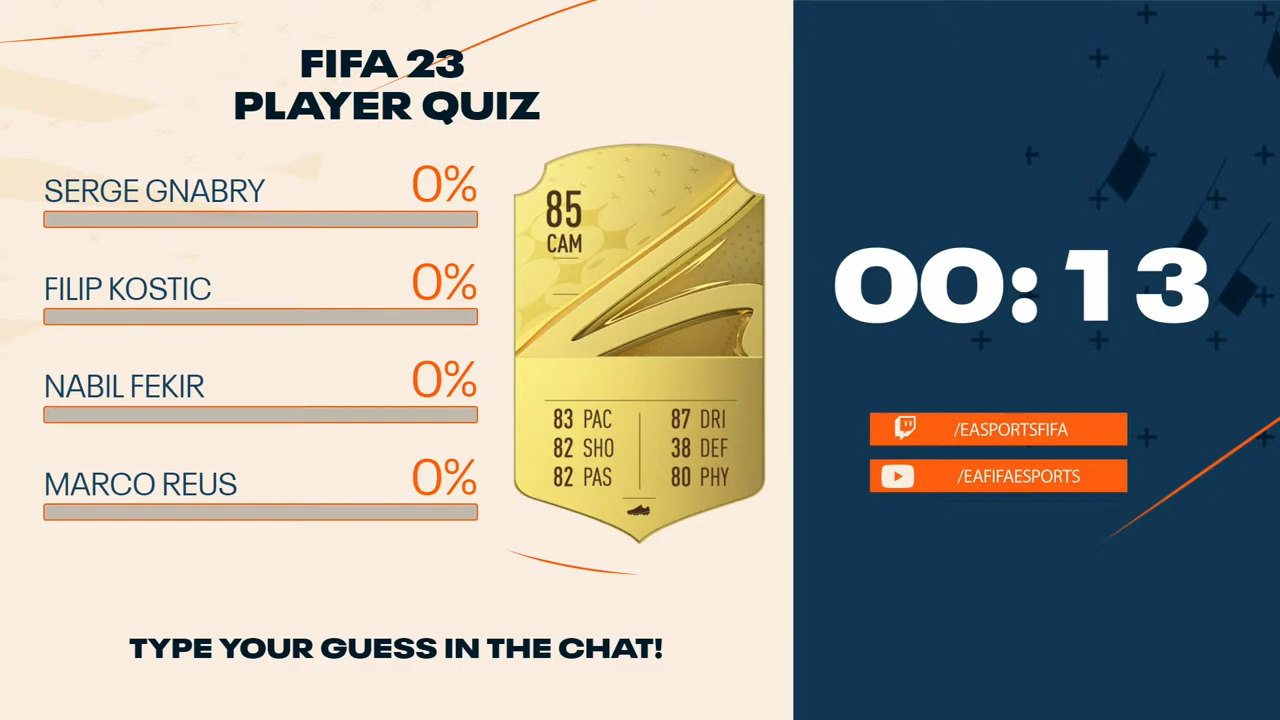 FIFA 23
PLAYER QUIZ
SERGE GNABRY 0%
FILIP KOSTIC 0%
NABIL FEKIR 0%
MARCO REUS 0%
85
CAM
83 PAC 87 DRI
82 SHO 38 DEF
82 PAS 80 PHY
TYPE YOUR GUESS IN THE CHAT!
00:13
/EASPORTSFIFA
/EAFIFAESPORTS